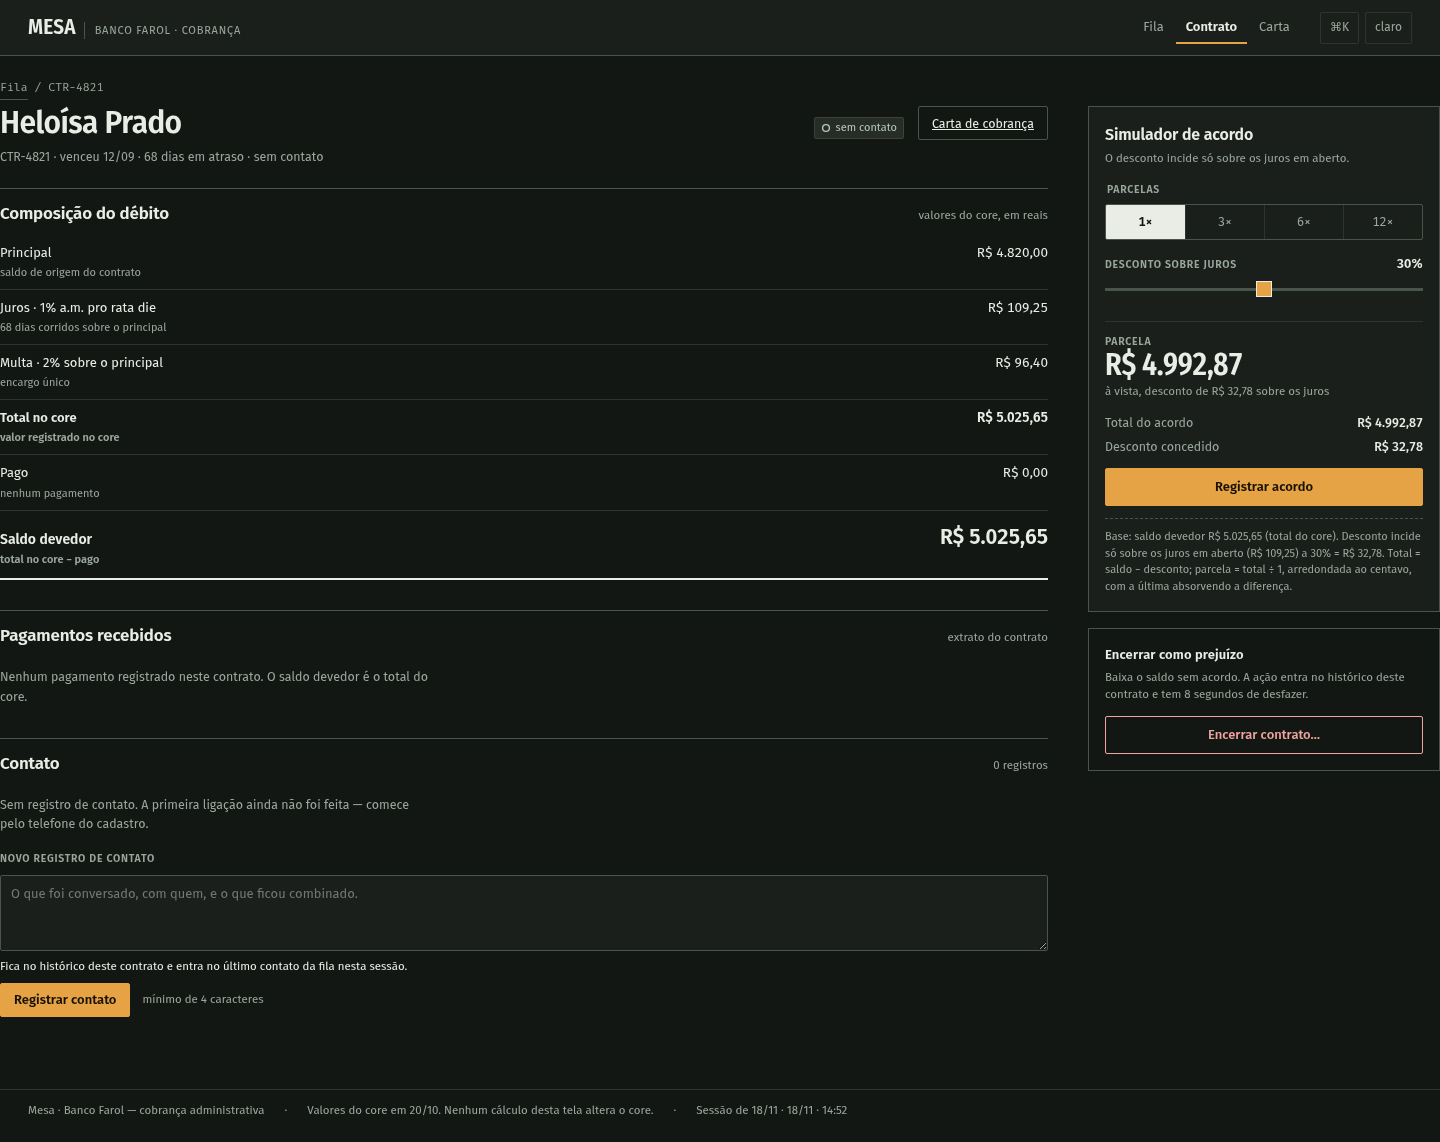 MESA
BANCO FAROL · COBRANÇA
Fila
Contrato
Carta
⌘K
claro
Fila / CTR-4821
Heloísa Prado
sem contato
Carta de cobrança
CTR-4821 · venceu 12/09 · 68 dias em atraso · sem contato
Composição do débito
valores do core, em reais
Principal
R$ 4.820,00
saldo de origem do contrato
Juros · 1% a.m. pro rata die
R$ 109,25
68 dias corridos sobre o principal
Multa · 2% sobre o principal
R$ 96,40
encargo único
Total no core
R$ 5.025,65
valor registrado no core
Pago
R$ 0,00
nenhum pagamento
Saldo devedor
R$ 5.025,65
total no core − pago
Pagamentos recebidos
extrato do contrato
Nenhum pagamento registrado neste contrato. O saldo devedor é o total do
core.
Contato
0 registros
Sem registro de contato. A primeira ligação ainda não foi feita — comece
pelo telefone do cadastro.
NOVO REGISTRO DE CONTATO
O que foi conversado, com quem, e o que ficou combinado.
Fica no histórico deste contrato e entra no último contato da fila nesta sessão.
Registrar contato
mínimo de 4 caracteres
Simulador de acordo
O desconto incide só sobre os juros em aberto.
PARCELAS
1×
3×
6×
12×
DESCONTO SOBRE JUROS
30%
PARCELA
R$ 4.992,87
à vista, desconto de R$ 32,78 sobre os juros
Total do acordo
R$ 4.992,87
Desconto concedido
R$ 32,78
Registrar acordo
Base: saldo devedor R$ 5.025,65 (total do core). Desconto incide
só sobre os juros em aberto (R$ 109,25) a 30% = R$ 32,78. Total =
saldo − desconto; parcela = total ÷ 1, arredondada ao centavo,
com a última absorvendo a diferença.
Encerrar como prejuízo
Baixa o saldo sem acordo. A ação entra no histórico deste
contrato e tem 8 segundos de desfazer.
Encerrar contrato…
Mesa · Banco Farol — cobrança administrativa · Valores do core em 20/10. Nenhum cálculo desta tela altera o core. · Sessão de 18/11 · 18/11 · 14:52